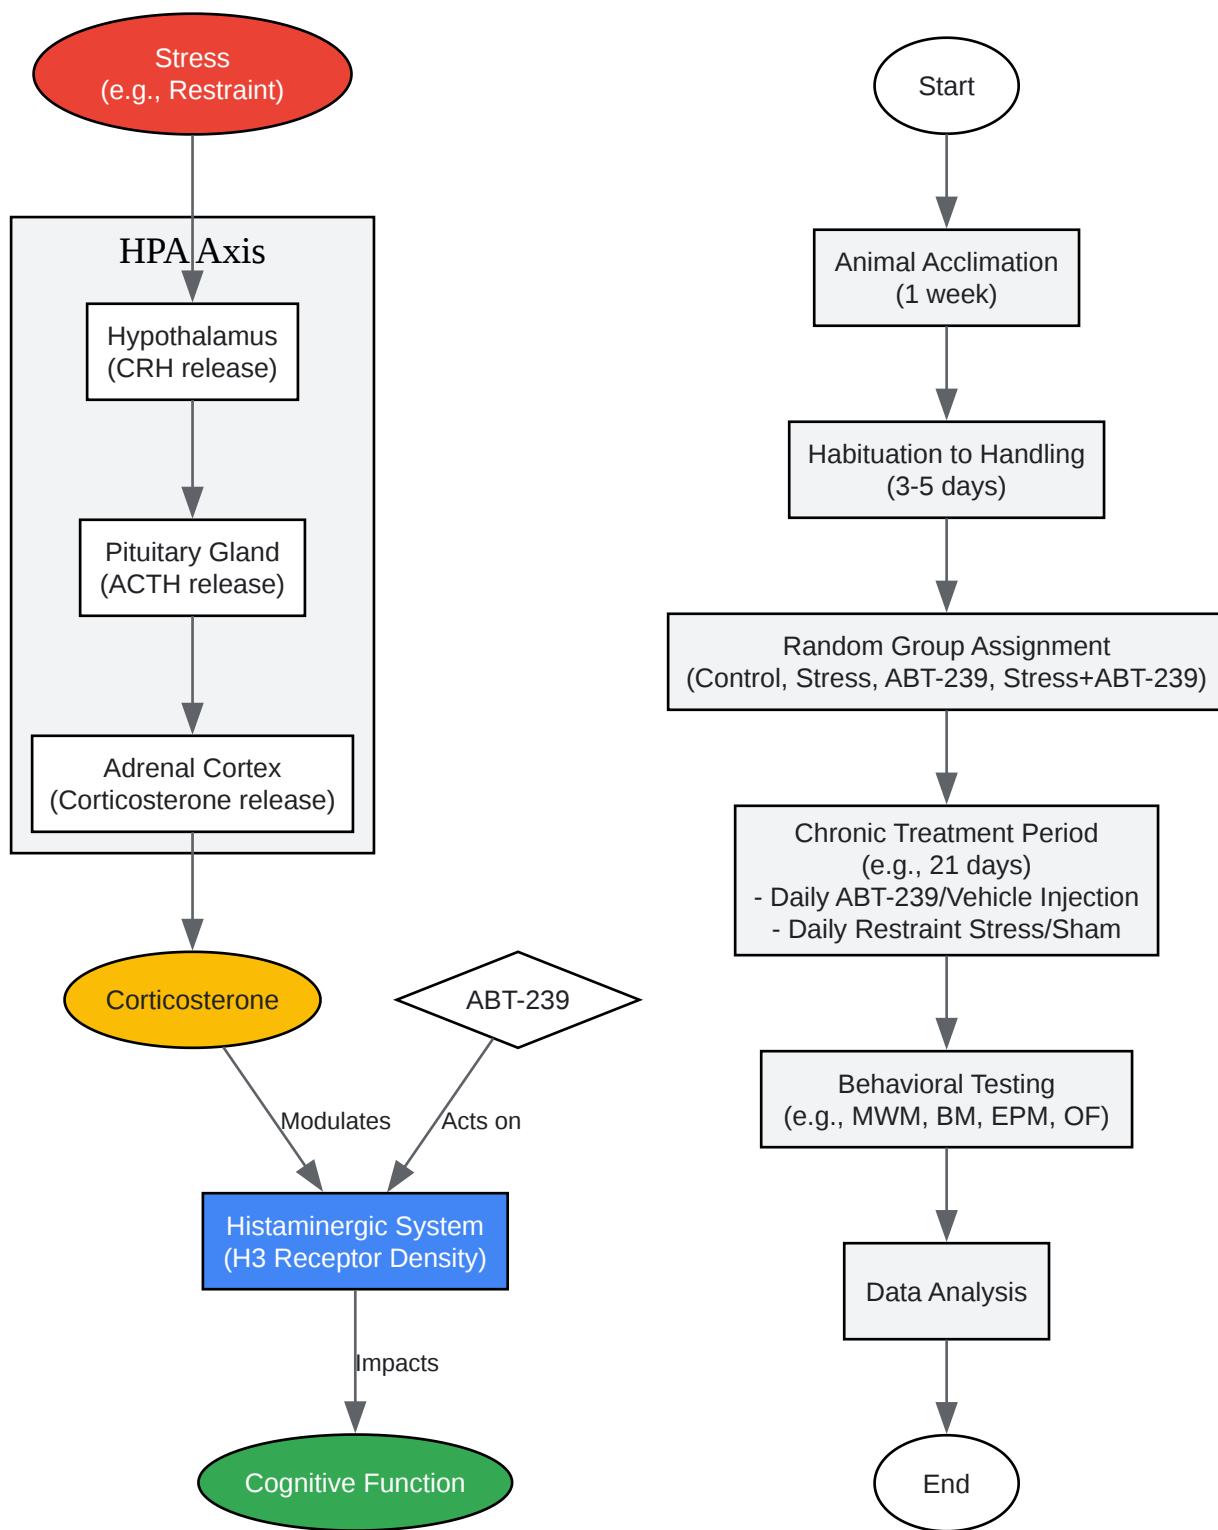 Stress
(e.g., Restraint)
HPA Axis
Hypothalamus
(CRH release)
Pituitary Gland
(ACTH release)
Adrenal Cortex
(Corticosterone release)
Corticosterone
ABT-239
Modulates
Acts on
Histaminergic System
(H3 Receptor Density)
Impacts
Cognitive Function
Start
Animal Acclimation
(1 week)
Habituation to Handling
(3-5 days)
Random Group Assignment
(Control, Stress, ABT-239, Stress+ABT-239)
Chronic Treatment Period
(e.g., 21 days)
- Daily ABT-239/Vehicle Injection
- Daily Restraint Stress/Sham
Behavioral Testing
(e.g., MWM, BM, EPM, OF)
Data Analysis
End